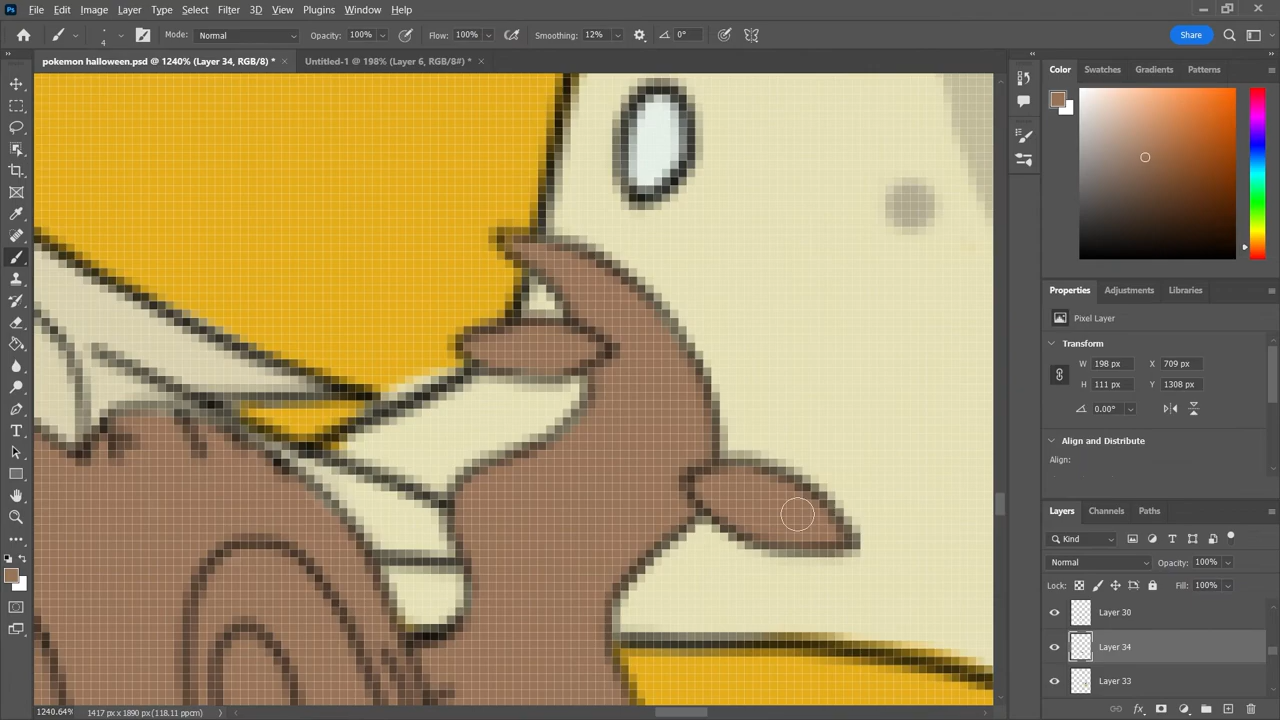 Ps File Edit Image Layer Type Select Filter 3D View Plugins Window Help
4 Mode: Normal Opacity: 100% Flow: 100% Smoothing: 12% 0° Share
pokemon halloween.psd @ 1240% (Layer 34, RGB/8) * Untitled-1 @ 198% (Layer 6, RGB/8#) *
Color Swatches Gradients Patterns
Properties Adjustments Libraries
Pixel Layer
Transform
W 198 px X 709 px
H 111 px Y 1308 px
0.00°
Align and Distribute
Align:
Layers Channels Paths
Kind
Normal Opacity: 100%
Lock: Fill: 100%
Layer 30
Layer 34
Layer 33
1240.64% 1417 px x 1890 px (118.11 ppcm)